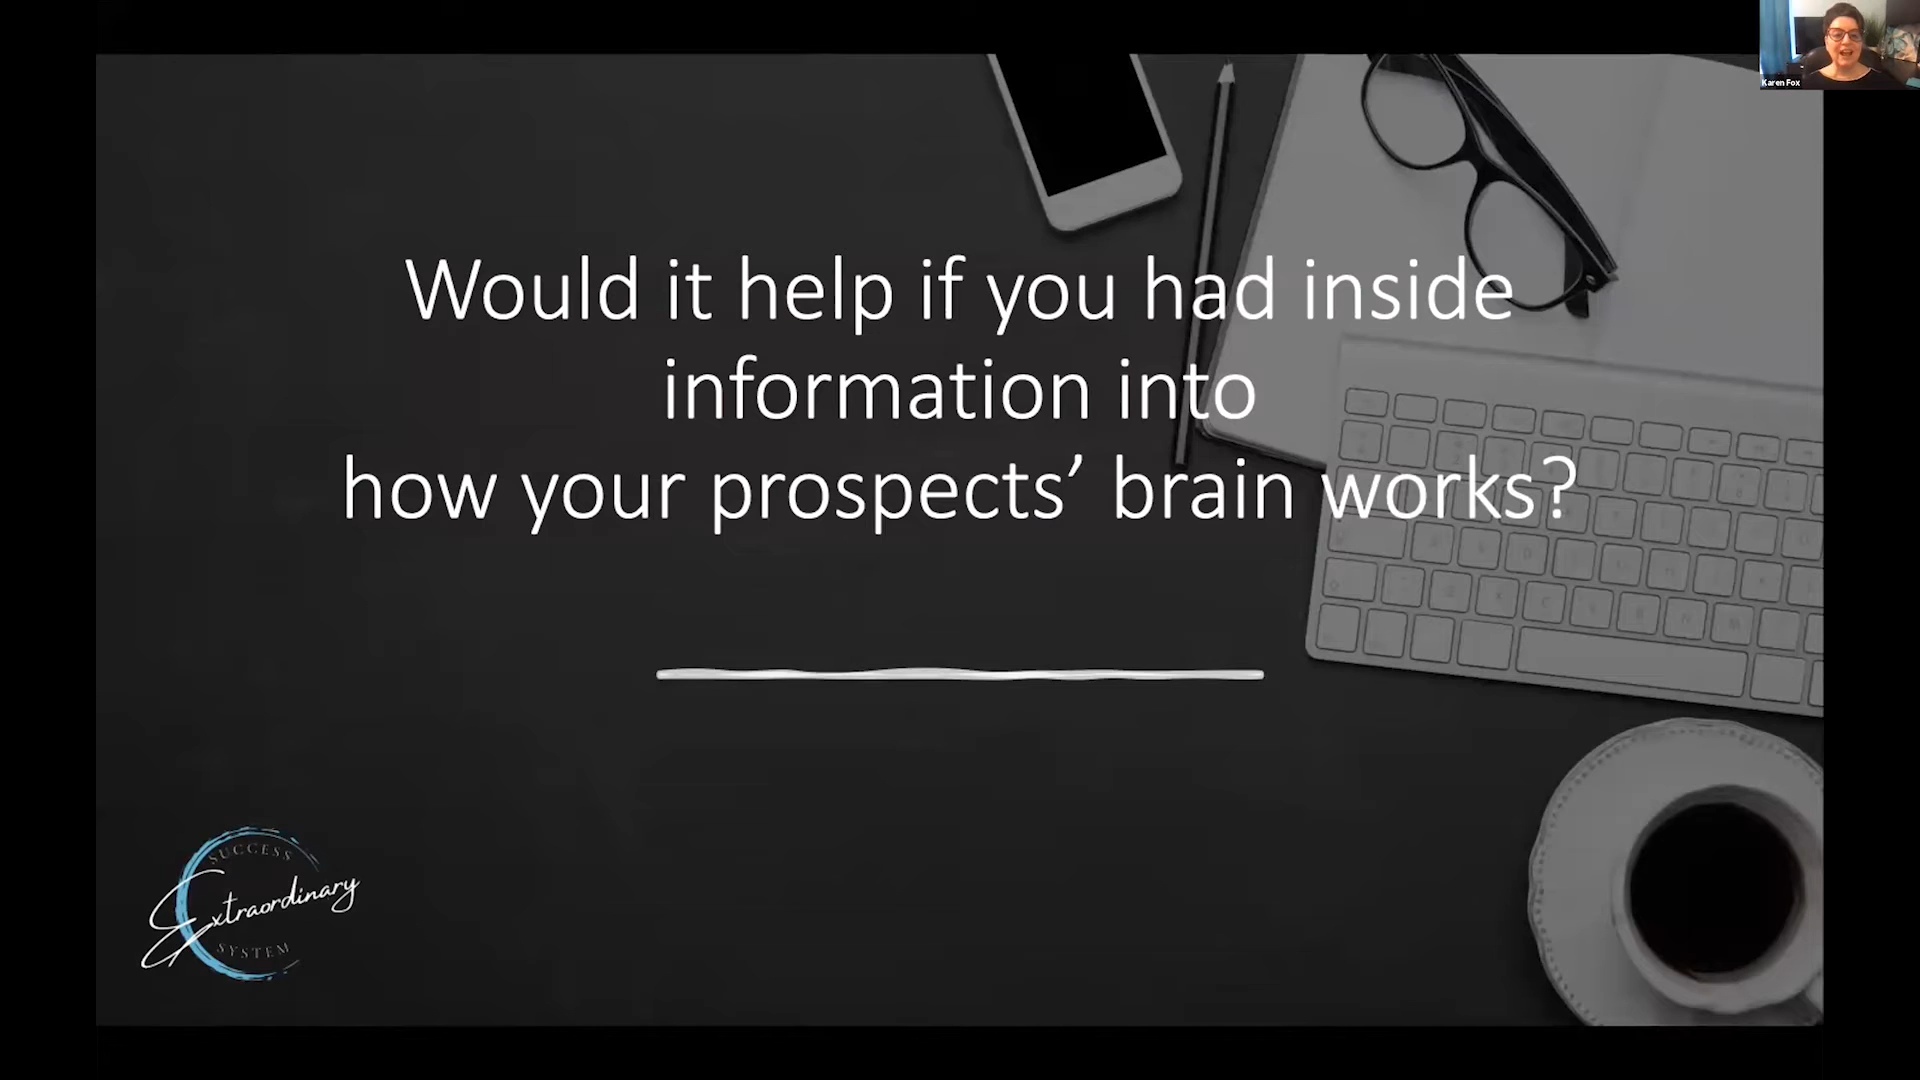 Karen Fox
Would it help if you had inside
information into
how your prospects’ brain works?
SUCCESS
Extraordinary
SYSTEM